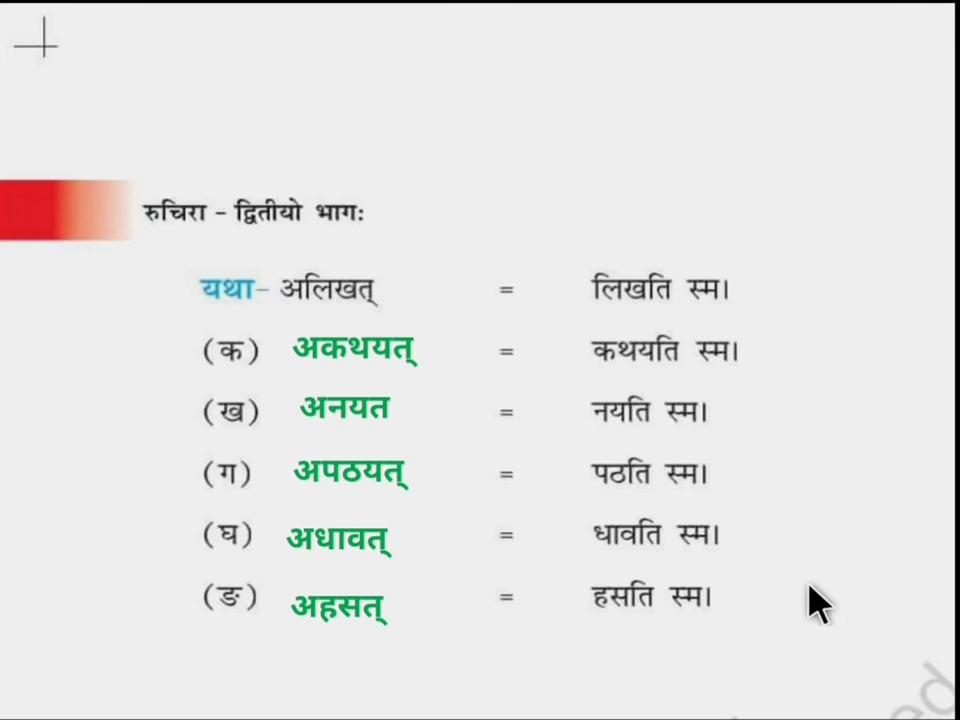 रुचिरा - द्वितीयो भागः
यथा- अलिखत् = लिखति स्म।
(क) अकथयत् = कथयति स्म।
(ख) अनयत = नयति स्म।
(ग) अपठयत् = पठति स्म।
(घ) अधावत् = धावति स्म।
(ङ) अहसत् = हसति स्म।